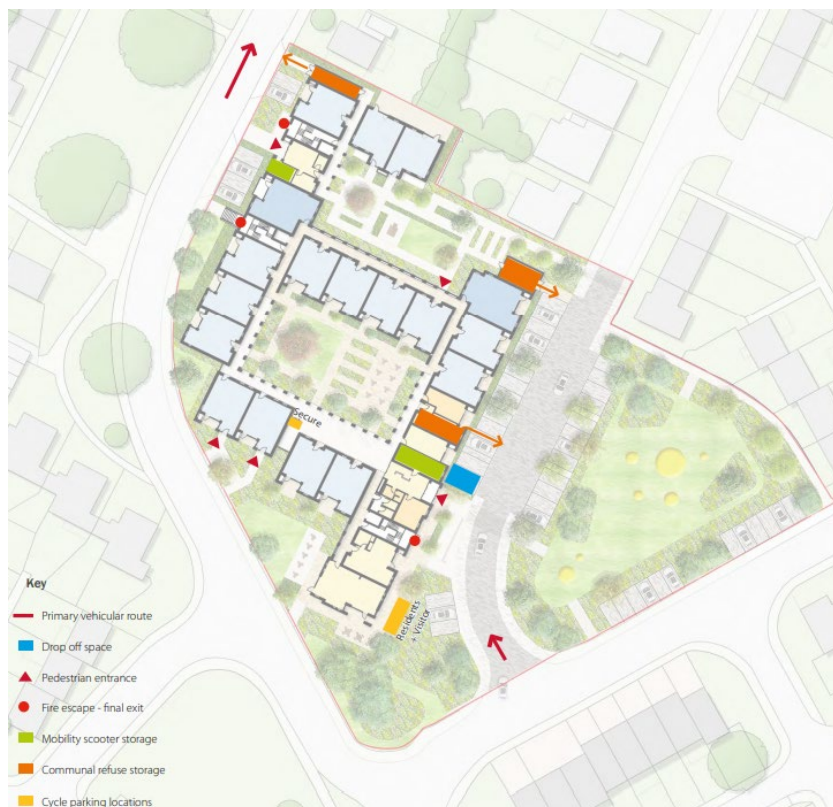 Secure
Residents
+ Visitor
Key
Primary vehicular route
Drop off space
Pedestrian entrance
Fire escape - final exit
Mobility scooter storage
Communal refuse storage
Cycle parking locations